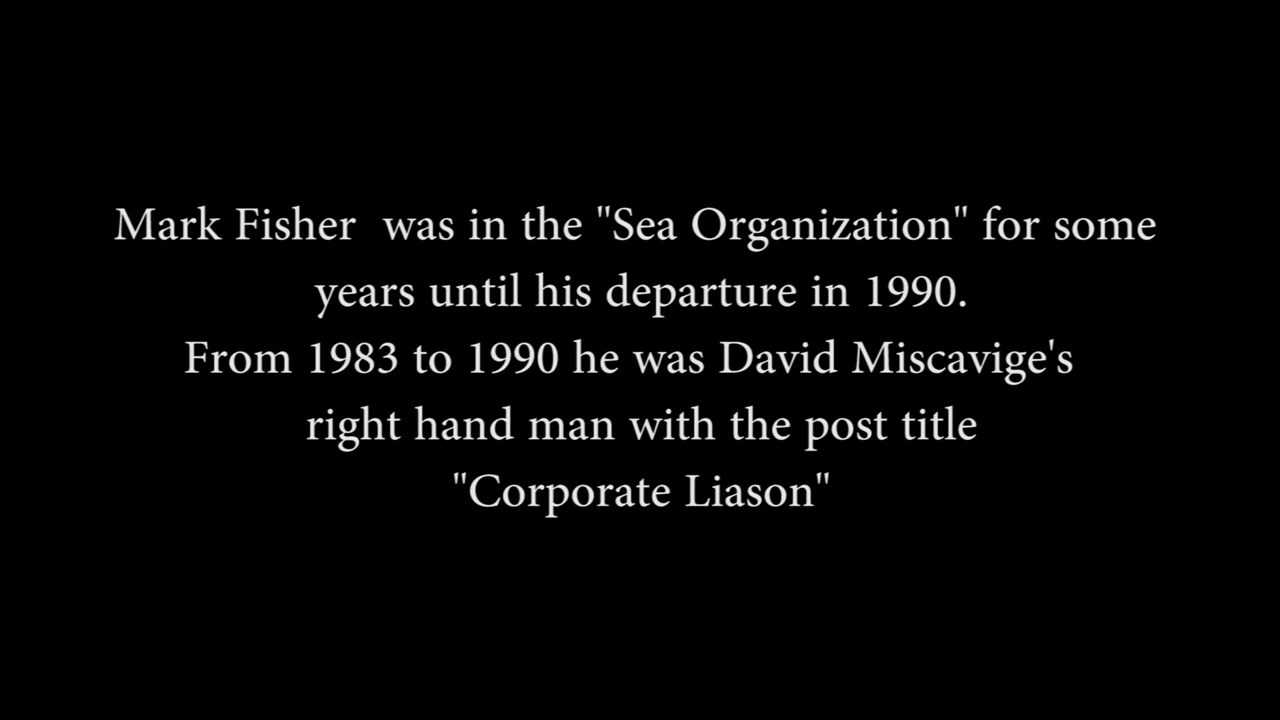 Mark Fisher  was in the "Sea Organization" for some
years until his departure in 1990.
From 1983 to 1990 he was David Miscavige's
right hand man with the post title
"Corporate Liason"